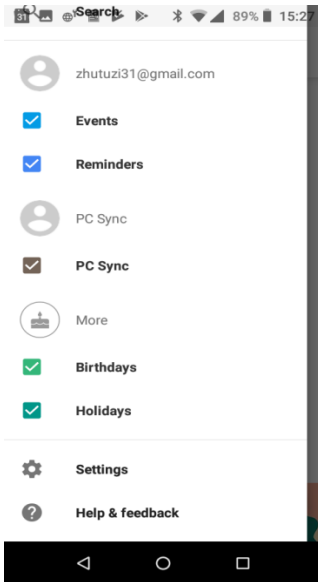 Search
31
89%
15:27
zhutuzi31@gmail.com
Events
Reminders
PC Sync
PC Sync
More
Birthdays
Holidays
Settings
Help & feedback